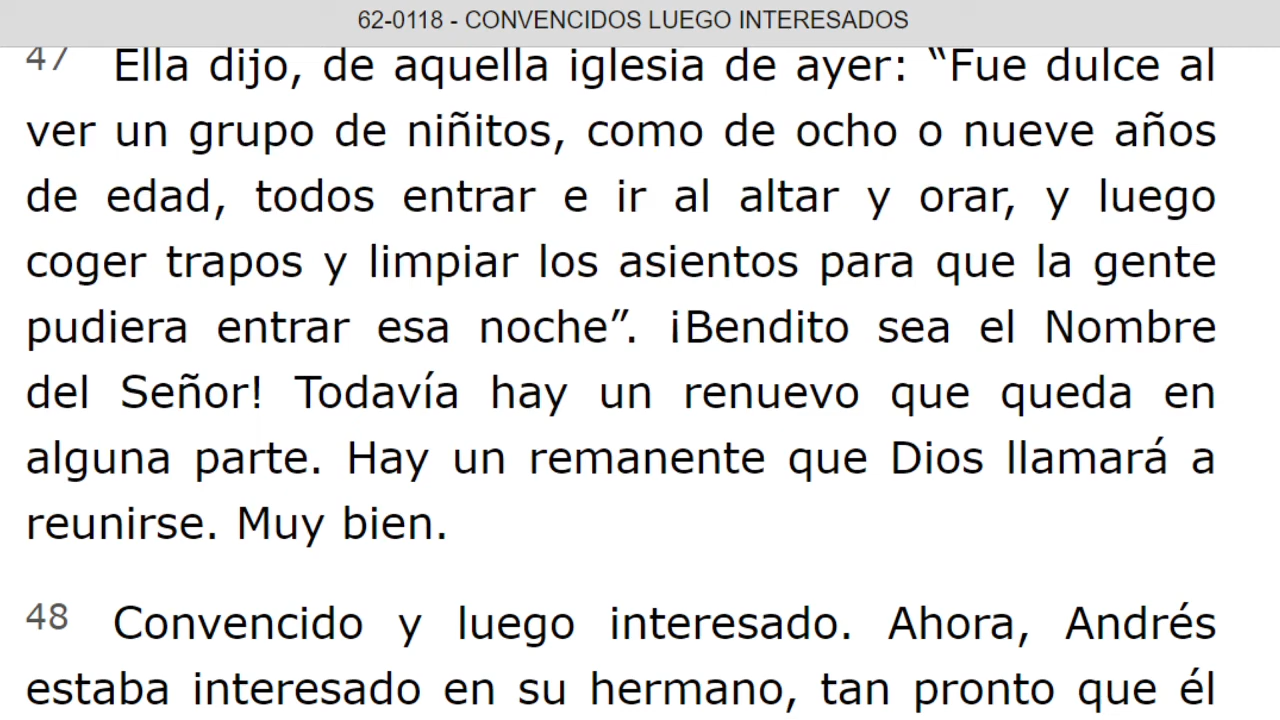 62-0118 - CONVENCIDOS LUEGO INTERESADOS
47 Ella dijo, de aquella iglesia de ayer: “Fue dulce al
ver un grupo de niñitos, como de ocho o nueve años
de edad, todos entrar e ir al altar y orar, y luego
coger trapos y limpiar los asientos para que la gente
pudiera entrar esa noche”. ¡Bendito sea el Nombre
del Señor! Todavía hay un renuevo que queda en
alguna parte. Hay un remanente que Dios llamará a
reunirse. Muy bien.
48 Convencido y luego interesado. Ahora, Andrés
estaba interesado en su hermano, tan pronto que él